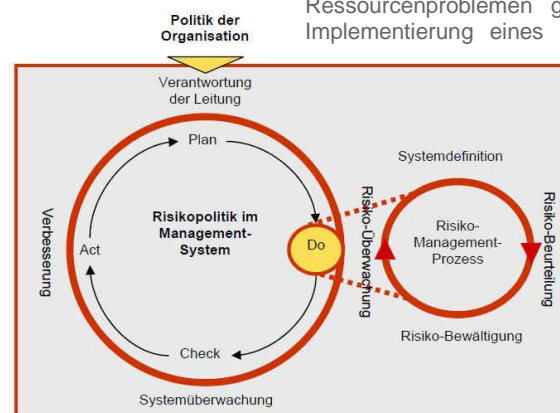 Ressourcenproblemen
Implementierung eines
Politik der
Organisation
Verantwortung
der Leitung
Plan
Risikopolitik im
Management-
System
Do
Act
Check
Verbesserung
Systemüberwachung
Systemdefinition
Risiko-Überwachung
Risiko-
Management-
Prozess
Risiko-Beurteilung
Risiko-Bewältigung